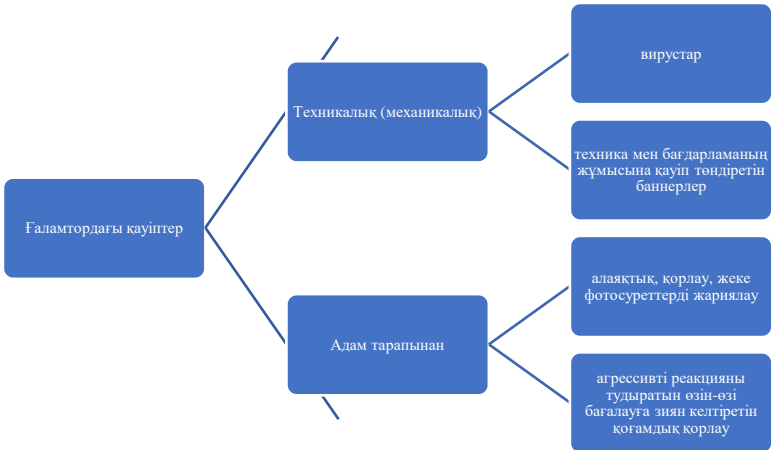 Ғаламтордағы қауіптер
Техникалық (механикалық)
вирустар
техника мен бағдарламаның
жұмысына қауіп төндіретін
баннерлер
Адам тарапынан
алаяқтық, қорлау, жеке
фотосуреттерді жариялау
агрессивті реакцияны
тудыратын өзін-өзі
бағалауға зиян келтіретін
қоғамдық қорлау